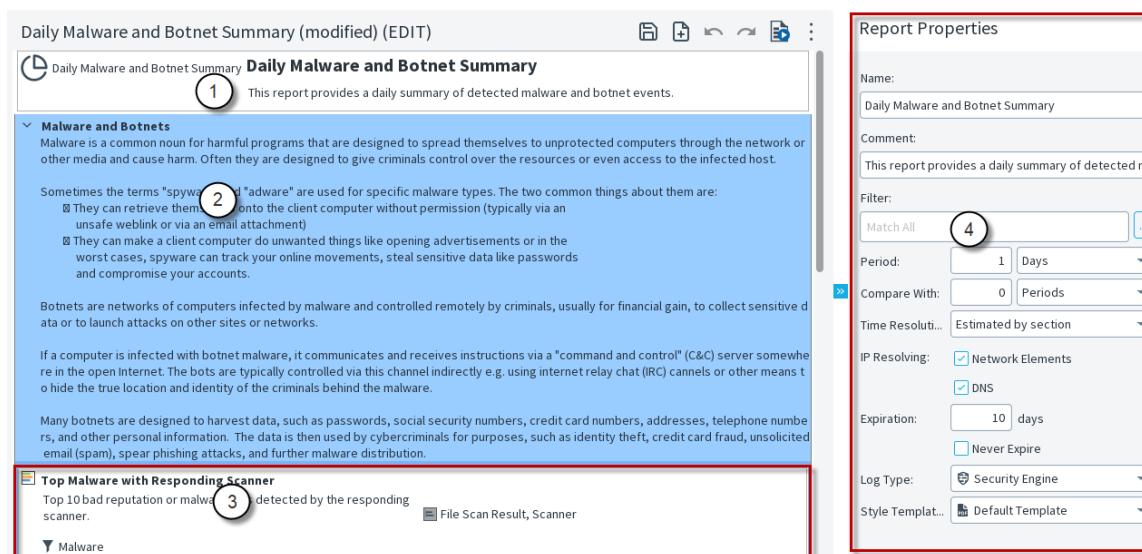 Daily Malware and Botnet Summary (modified) (EDIT)
Daily Malware and Botnet Summary Daily Malware and Botnet Summary
1
This report provides a daily summary of detected malware and botnet events.
Malware and Botnets
Malware is a common noun for harmful programs that are designed to spread themselves to unprotected computers through the network or
other media and cause harm. Often they are designed to give criminals control over the resources or even access to the infected host.
Sometimes the terms "spywa d "adware" are used for specific malware types. The two common things about them are:
2
They can retrieve them onto the client computer without permission (typically via an
unsafe weblink or via an email attachment)
They can make a client computer do unwanted things like opening advertisements or in the
worst cases, spyware can track your online movements, steal sensitive data like passwords
and compromise your accounts.
Botnets are networks of computers infected by malware and controlled remotely by criminals, usually for financial gain, to collect sensitive d
ata or to launch attacks on other sites or networks.
If a computer is infected with botnet malware, it communicates and receives instructions via a "command and control" (C&C) server somewhe
re in the open Internet. The bots are typically controlled via this channel indirectly e.g. using internet relay chat (IRC) cannels or other means t
o hide the true location and identity of the criminals behind the malware.
Many botnets are designed to harvest data, such as passwords, social security numbers, credit card numbers, addresses, telephone numbe
rs, and other personal information. The data is then used by cybercriminals for purposes, such as identity theft, credit card fraud, unsolicited
email (spam), spear phishing attacks, and further malware distribution.
Top Malware with Responding Scanner
Top 10 bad reputation or malwa detected by the responding
scanner.
3
File Scan Result, Scanner
Malware
Report Properties
Name:
Daily Malware and Botnet Summary
Comment:
This report provides a daily summary of detected
Filter:
Match All
4
Period: 1 Days
Compare With: 0 Periods
Time Resoluti... Estimated by section
IP Resolving: Network Elements
DNS
Expiration: 10 days
Never Expire
Log Type: Security Engine
Style Templat... Default Template